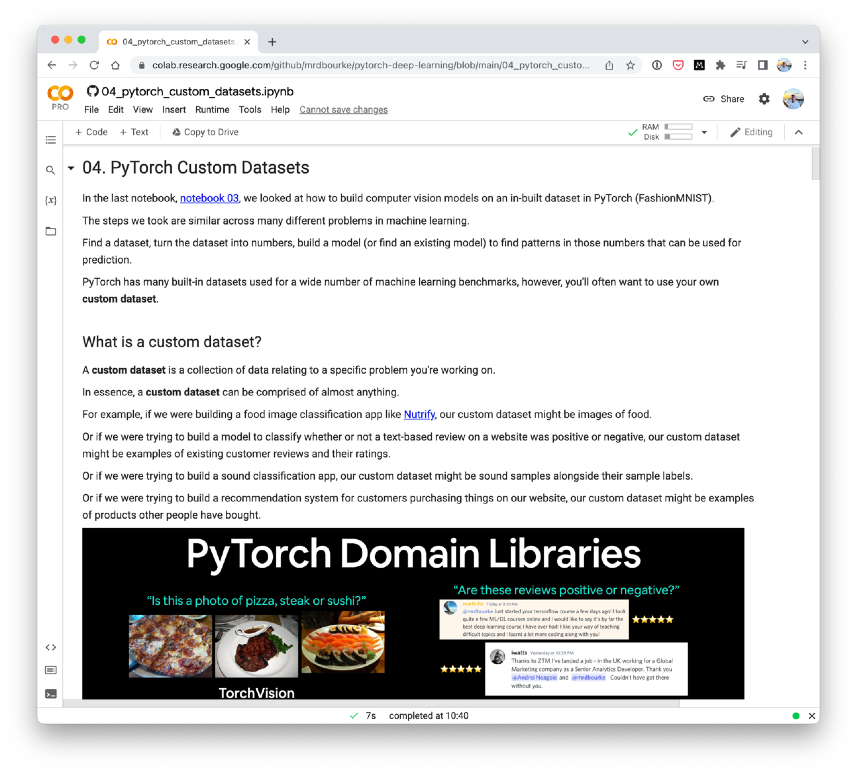 04_pytorch_custom_datasets.
colab.research.google.com/github/mrdbourke/pytorch-deep-learning/blob/main/04_pytorch_custo...
CO
PRO
04_pytorch_custom_datasets.ipynb
File Edit View Insert Runtime Tools Help Cannot save changes
Share
+ Code + Text Copy to Drive
RAM
Disk
Editing
{x}
04. PyTorch Custom Datasets
In the last notebook, notebook 03, we looked at how to build computer vision models on an in-built dataset in PyTorch (FashionMNIST).
The steps we took are similar across many different problems in machine learning.
Find a dataset, turn the dataset into numbers, build a model (or find an existing model) to find patterns in those numbers that can be used for
prediction.
PyTorch has many built-in datasets used for a wide number of machine learning benchmarks, however, you'll often want to use your own
custom dataset.
What is a custom dataset?
A custom dataset is a collection of data relating to a specific problem you're working on.
In essence, a custom dataset can be comprised of almost anything.
For example, if we were building a food image classification app like Nutrify, our custom dataset might be images of food.
Or if we were trying to build a model to classify whether or not a text-based review on a website was positive or negative, our custom dataset
might be examples of existing customer reviews and their ratings.
Or if we were trying to build a sound classification app, our custom dataset might be sound samples alongside their sample labels.
Or if we were trying to build a recommendation system for customers purchasing things on our website, our custom dataset might be examples
of products other people have bought.
PyTorch Domain Libraries
"Is this a photo of pizza, steak or sushi?"
TorchVision
"Are these reviews positive or negative?"
Today at 9:00 PM
@mrdbourke Just started your tensorflow course a few days ago! I took
quite a few ML/DL courses online and I would like to say it's by far the
best deep learning course I have ever had! I like your way of teaching
difficult topics and I learnt a lot more coding along with you!
iwatts Yesterday at 10:39 PM
Thanks to ZTM I've landed a job - in the UK working for a Global
Marketing company as a Senior Analytics Developer. Thank you
@Andrei Neagoie and @mrdbourke Couldn't have got there
without you.
7s completed at 10:40